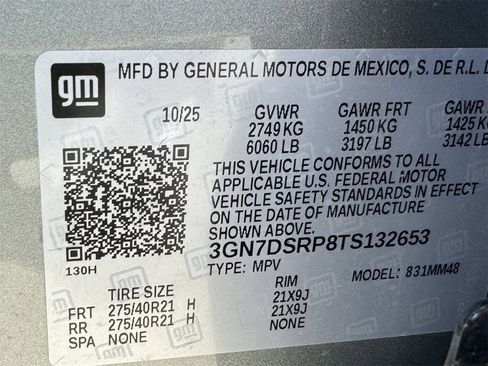 gm
MFD BY GENERAL MOTORS DE MEXICO, S. DE R.L. D
10/25 GVWR GAWR FRT GAWR
2749 KG 1450 KG 1425 K
6060 LB 3197 LB 3142 LB
THIS VEHICLE CONFORMS TO ALL
APPLICABLE U.S. FEDERAL MOTOR
VEHICLE SAFETY STANDARDS IN EFFECT
ON THE DATE OF MANUFACTURE
SHOWN ABOVE.
3GN7DSRP8TS132653
130H TYPE: MPV MODEL: 831MM48
TIRE SIZE RIM
FRT 275/40R21 H 21X9J
RR 275/40R21 H 21X9J
SPA NONE NONE